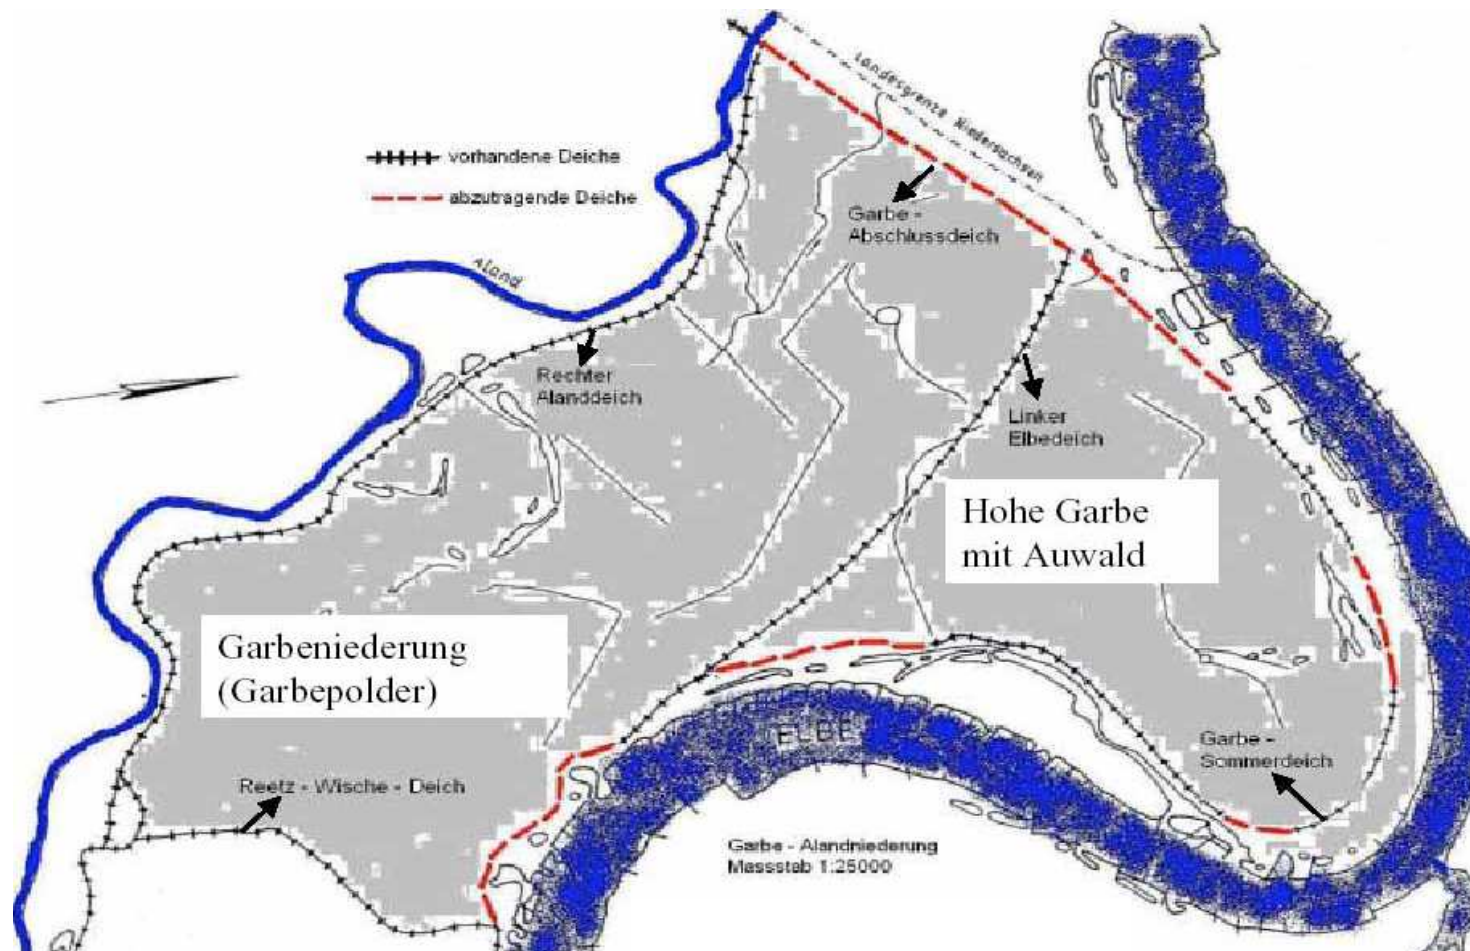 Landesgrenze Niedersachsen
vorhandene Deiche
abzutragende Deiche
Garbe -
Abschlussdeich
Aland
Rechter
Alanddeich
Linker
Elbedeich
Hohe Garbe
mit Auwald
Garbeniederung
(Garbepolder)
ELBE
Garbe -
Sommerdeich
Reetz - Wische - Deich
Garbe - Alandniederung
Massstab 1:25000